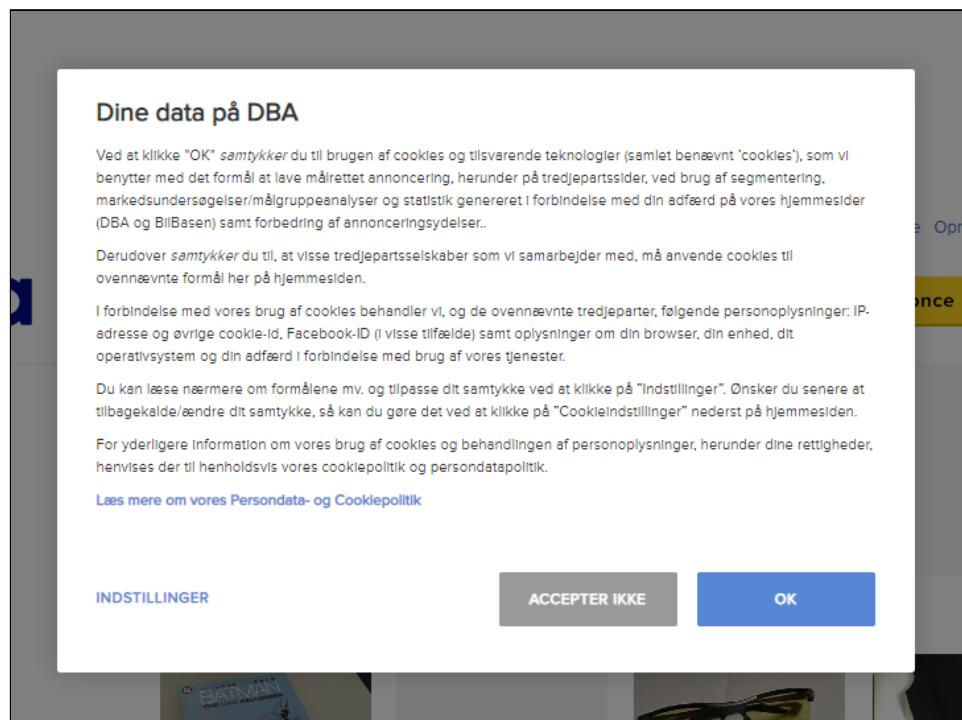 Dine data på DBA
Ved at klikke "OK" samtykker du til brugen af cookies og tilsvarende teknologier (samlet benævnt 'cookies'), som vi
benytter med det formål at lave målrettet annoncering, herunder på tredjepartssider, ved brug af segmentering,
markedsundersøgelser/målgruppeanalyser og statistik genereret i forbindelse med din adfærd på vores hjemmesider
(DBA og BilBasen) samt forbedring af annonceringsydelser..
Derudover samtykker du til, at visse tredjepartsselskaber som vi samarbejder med, må anvende cookies til
ovennævnte formål her på hjemmesiden.
I forbindelse med vores brug af cookies behandler vi, og de ovennævnte tredjeparter, følgende personoplysninger: IP-
adresse og øvrige cookie-id, Facebook-ID (i visse tilfælde) samt oplysninger om din browser, din enhed, dit
operativsystem og din adfærd i forbindelse med brug af vores tjenester.
Du kan læse nærmere om formålene mv. og tilpasse dit samtykke ved at klikke på "Indstillinger". Ønsker du senere at
tilbagekalde/ændre dit samtykke, så kan du gøre det ved at klikke på "Cookieindstillinger" nederst på hjemmesiden.
For yderligere information om vores brug af cookies og behandlingen af personoplysninger, herunder dine rettigheder,
henvises der til henholdsvis vores cookiepolitik og persondatapolitik.
Læs mere om vores Persondata- og Cookiepolitik
INDSTILLINGER
ACCEPTER IKKE
OK
BATMAN